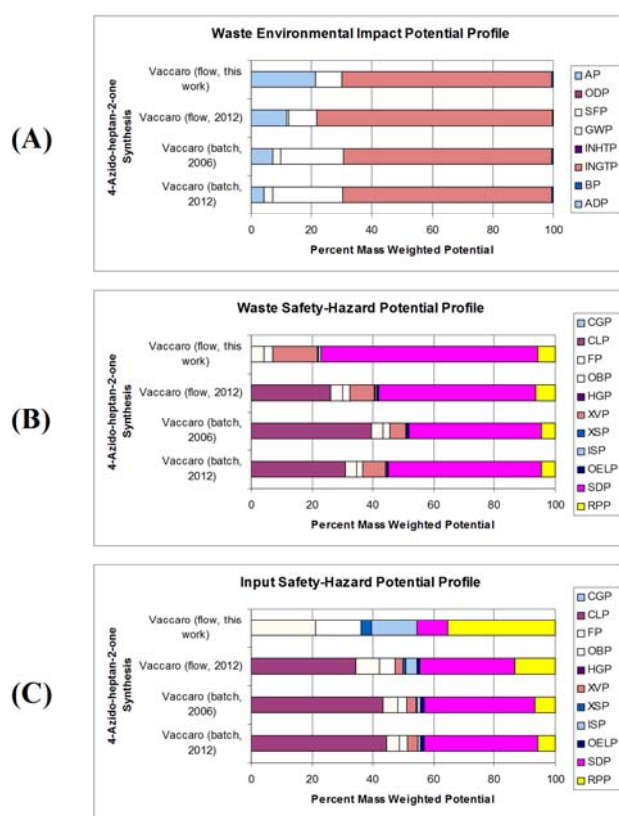 (A)
Waste Environmental Impact Potential Profile
4-Azido-heptan-2-one
Synthesis
Vaccaro (flow, this
work)
Vaccaro (flow, 2012)
Vaccaro (batch,
2006)
Vaccaro (batch,
2012)
0 20 40 60 80 100
Percent Mass Weighted Potential
AP
ODP
SFP
GWP
INHTP
INGTP
BP
ADP
(B)
Waste Safety-Hazard Potential Profile
4-Azido-heptan-2-one
Synthesis
Vaccaro (flow, this
work)
Vaccaro (flow, 2012)
Vaccaro (batch,
2006)
Vaccaro (batch,
2012)
0 20 40 60 80 100
Percent Mass Weighted Potential
CGP
CLP
FP
OBP
HGP
XVP
XSP
ISP
OELP
SDP
RPP
(C)
Input Safety-Hazard Potential Profile
4-Azido-heptan-2-one
Synthesis
Vaccaro (flow, this
work)
Vaccaro (flow, 2012)
Vaccaro (batch,
2006)
Vaccaro (batch,
2012)
0 20 40 60 80 100
Percent Mass Weighted Potential
CGP
CLP
FP
OBP
HGP
XVP
XSP
ISP
OELP
SDP
RPP